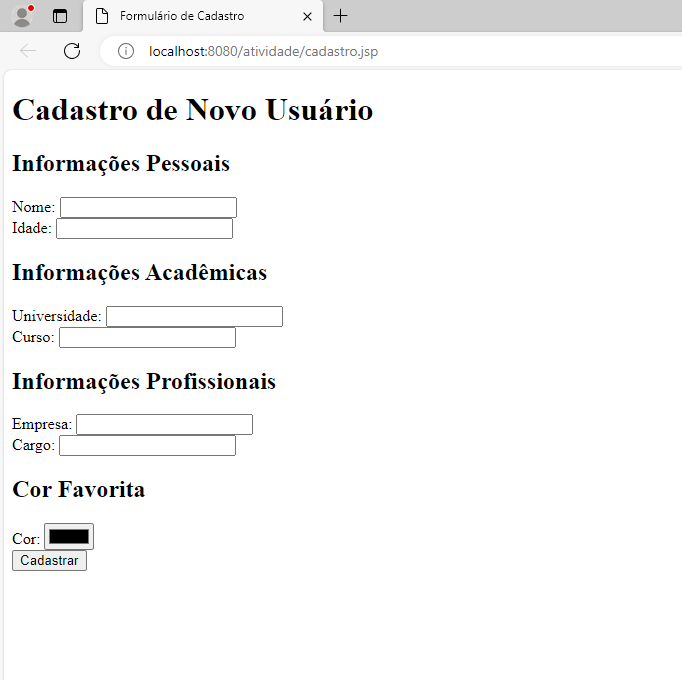 Formulário de Cadastro
localhost:8080/atividade/cadastro.jsp
Cadastro de Novo Usuário
Informações Pessoais
Nome:
Idade:
Informações Acadêmicas
Universidade:
Curso:
Informações Profissionais
Empresa:
Cargo:
Cor Favorita
Cor:
Cadastrar